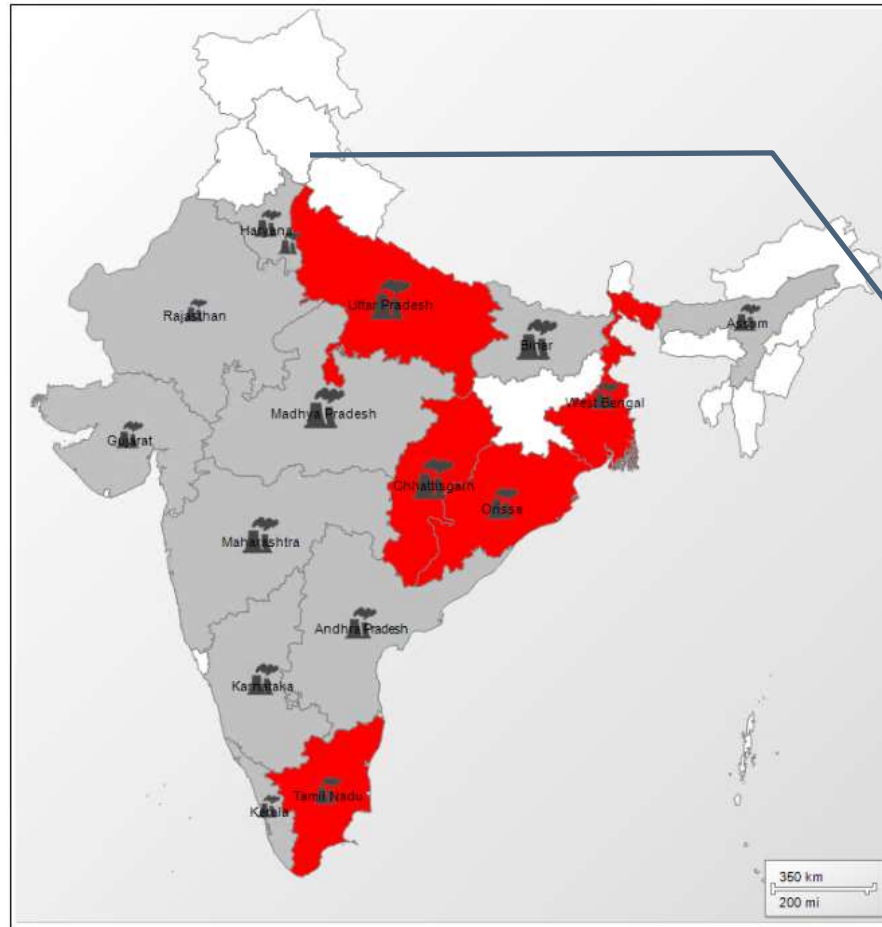 Haryana
Rajasthan
Uttar Pradesh
Bihar
Assam
Gujarat
Madhya Pradesh
West Bengal
Chhattisgarh
Orissa
Maharashtra
Andhra Pradesh
Karnataka
Tamil Nadu
Kerala
350 km
200 mi